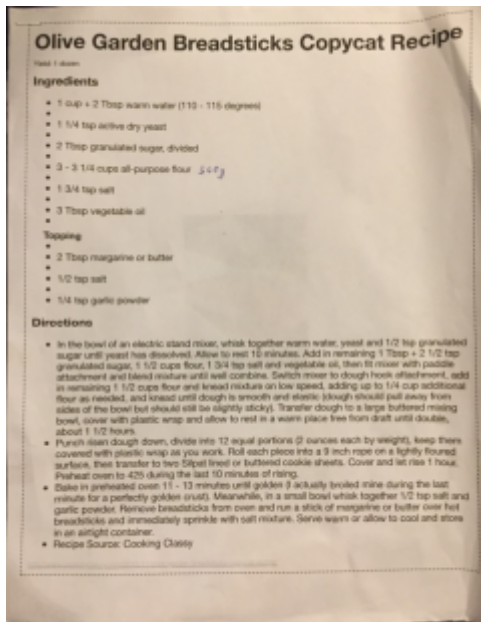 Olive Garden Breadsticks Copycat Recipe
Yield 1 dozen
Ingredients
1 cup + 2 Tbsp warm water (110 - 115 degrees)
1 1/4 tsp active dry yeast
2 Tbsp granulated sugar, divided
3 - 3 1/4 cups all-purpose flour
1 3/4 tsp salt
3 Tbsp vegetable oil
Topping
2 Tbsp margarine or butter
1/2 tsp salt
1/4 tsp garlic powder
Directions
In the bowl of an electric stand mixer, whisk together warm water, yeast and 1/2 tsp granulated
sugar until yeast has dissolved. Allow to rest 10 minutes. Add in remaining 1 Tbsp + 2 1/2 tsp
granulated sugar, 1 1/2 cups flour, 1 3/4 tsp salt and vegetable oil, then fit mixer with paddle
attachment and blend mixture until well combine. Switch mixer to dough hook attachment, add
in remaining 1 1/2 cups flour and knead mixture on low speed, adding up to 1/4 cup additional
flour as needed, and knead until dough is smooth and elastic (dough should pull away from
sides of the bowl but should still be slightly sticky). Transfer dough to a large buttered mixing
bowl, cover with plastic wrap and allow to rest in a warm place free from draft until double,
about 1 1/2 hours.
Punch risen dough down, divide into 12 equal portions (2 ounces each by weight), keep them
covered with plastic wrap as you work. Roll each piece into a 9 inch rope on a lightly floured
surface, then transfer to two Silpat lined or buttered cookie sheets. Cover and let rise 1 hour.
Preheat oven to 425 during the last 10 minutes of rising.
Bake in preheated oven 11 - 13 minutes until golden (I actually broiled mine during the last
minute for a perfectly golden crust). Meanwhile, in a small bowl whisk together 1/2 tsp salt and
garlic powder. Remove breadsticks from oven and run a stick of margarine or butter over hot
breadsticks and immediately sprinkle with salt mixture. Serve warm or allow to cool and store
in an airtight container.
Recipe Source: Cooking Classy